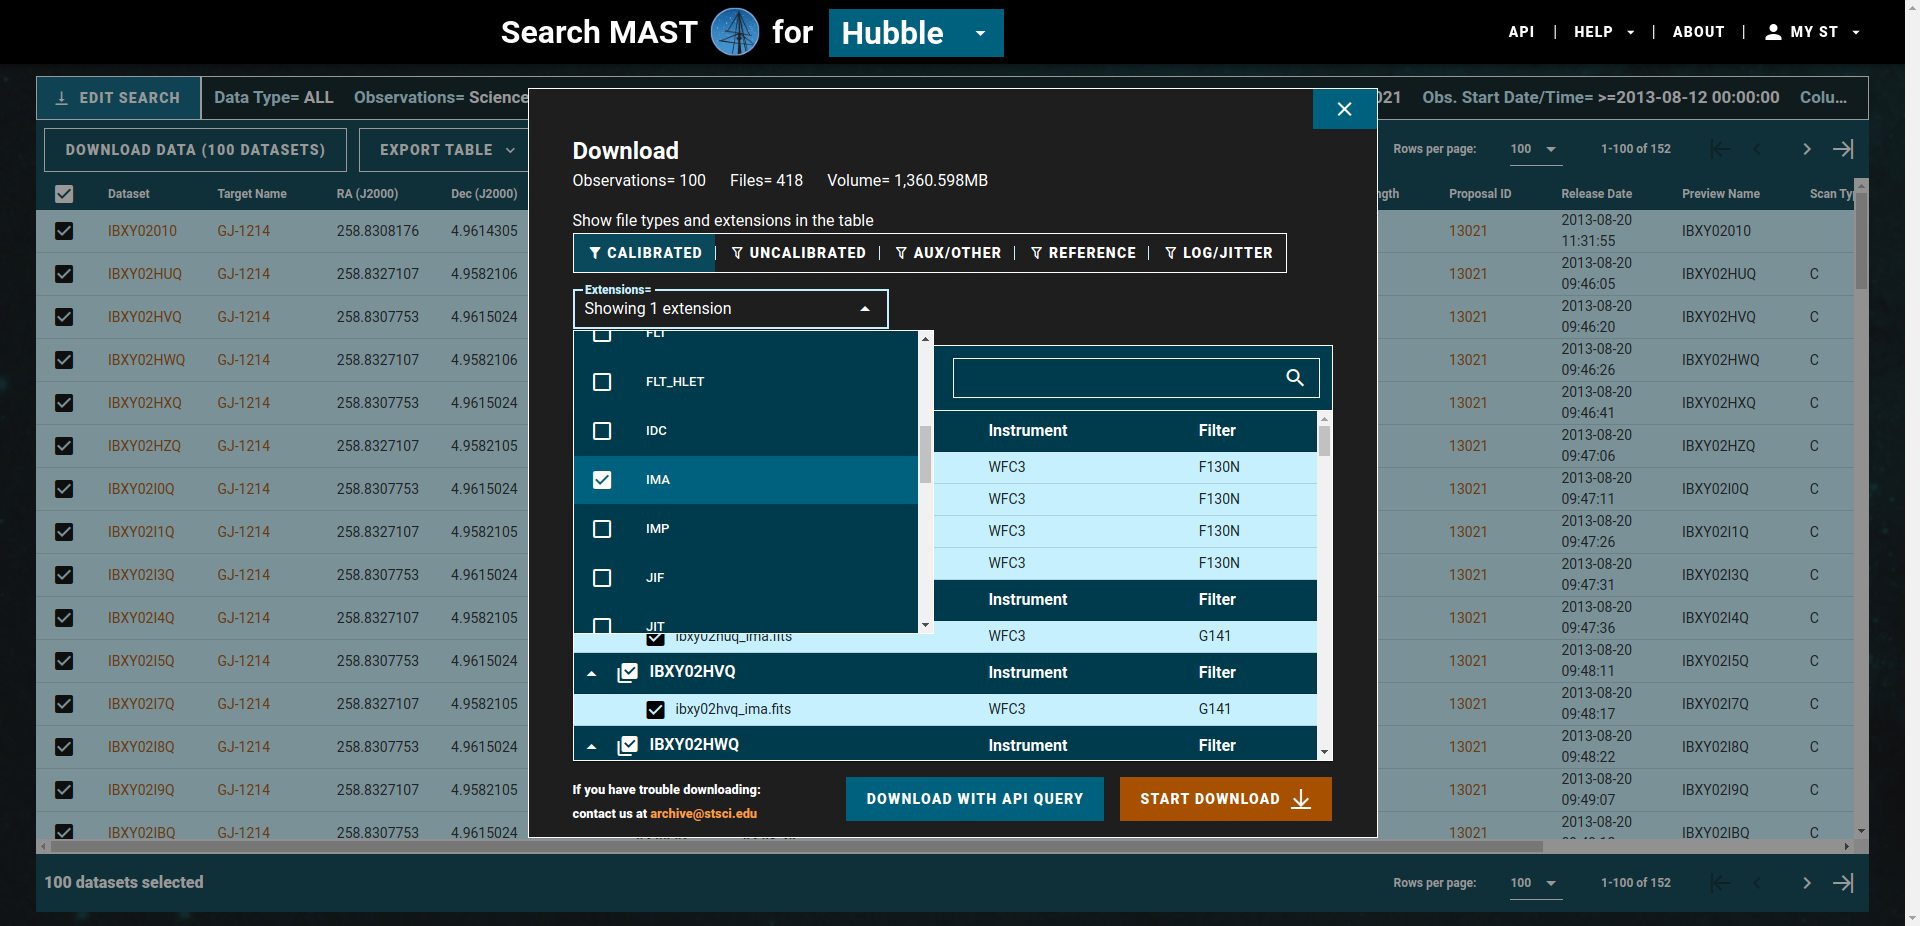 Search MAST for Hubble
API | HELP | ABOUT | MY ST
EDIT SEARCH Data Type= ALL Observations= Science 021 Obs. Start Date/Time= >=2013-08-12 00:00:00 Colu...
DOWNLOAD DATA (100 DATASETS) EXPORT TABLE Rows per page: 100 1-100 of 152
Dataset Target Name RA (J2000) Dec (J2000) ngth Proposal ID Release Date Preview Name Scan Ty
IBXY02010 GJ-1214 258.8308176 4.9614305 13021 2013-08-20 11:31:55 IBXY02010
IBXY02HUQ GJ-1214 258.8327107 4.9582106 13021 2013-08-20 09:46:05 IBXY02HUQ C
IBXY02HVQ GJ-1214 258.8307753 4.9615024 13021 2013-08-20 09:46:20 IBXY02HVQ C
IBXY02HWQ GJ-1214 258.8327107 4.9582106 13021 2013-08-20 09:46:26 IBXY02HWQ C
IBXY02HXQ GJ-1214 258.8307753 4.9615024 13021 2013-08-20 09:46:41 IBXY02HXQ C
IBXY02HZQ GJ-1214 258.8327107 4.9582105 13021 2013-08-20 09:47:06 IBXY02HZQ C
IBXY02I0Q GJ-1214 258.8307753 4.9615024 13021 2013-08-20 09:47:11 IBXY02I0Q C
IBXY02I1Q GJ-1214 258.8327107 4.9582105 13021 2013-08-20 09:47:26 IBXY02I1Q C
IBXY02I3Q GJ-1214 258.8307753 4.9615024 13021 2013-08-20 09:47:31 IBXY02I3Q C
IBXY02I4Q GJ-1214 258.8327107 4.9582105 13021 2013-08-20 09:47:36 IBXY02I4Q C
IBXY02I5Q GJ-1214 258.8307753 4.9615024 13021 2013-08-20 09:48:11 IBXY02I5Q C
IBXY02I7Q GJ-1214 258.8327107 4.9582105 13021 2013-08-20 09:48:17 IBXY02I7Q C
IBXY02I8Q GJ-1214 258.8307753 4.9615024 13021 2013-08-20 09:48:22 IBXY02I8Q C
IBXY02I9Q GJ-1214 258.8327107 4.9582105 13021 2013-08-20 09:49:07 IBXY02I9Q C
IBXY02IBQ GJ-1214 258.8307753 4.9615024 13021 2013-08-20 IBXY02IBQ C
100 datasets selected Rows per page: 100 1-100 of 152
Download
Observations= 100 Files= 418 Volume= 1,360.598MB
Show file types and extensions in the table
CALIBRATED | UNCALIBRATED | AUX/OTHER | REFERENCE | LOG/JITTER
Extensions=
Showing 1 extension
FLT
FLT_HLET
IDC
IMA
IMP
JIF
JIT
Instrument Filter
WFC3 F130N
WFC3 F130N
WFC3 F130N
WFC3 F130N
Instrument Filter
ibxy02huq_ima.fits WFC3 G141
IBXY02HVQ Instrument Filter
ibxy02hvq_ima.fits WFC3 G141
IBXY02HWQ Instrument Filter
If you have trouble downloading:
contact us at archive@stsci.edu
DOWNLOAD WITH API QUERY START DOWNLOAD